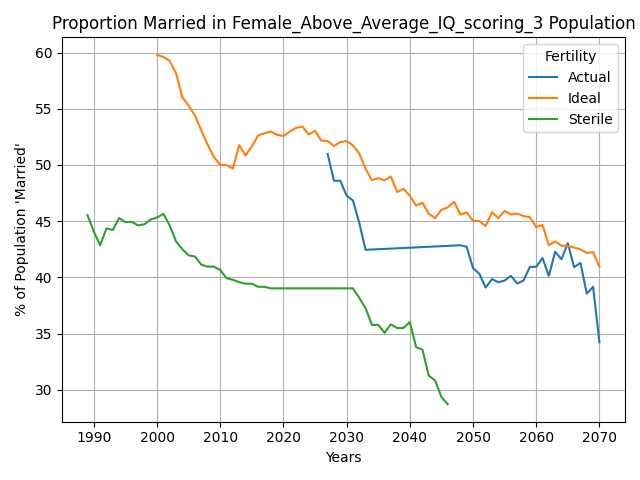 Proportion Married in Female_Above_Average_IQ_scoring_3 Population
Fertility
Actual
Ideal
Sterile
% of Population 'Married'
60
55
50
45
40
35
30
1990 2000 2010 2020 2030 2040 2050 2060 2070
Years